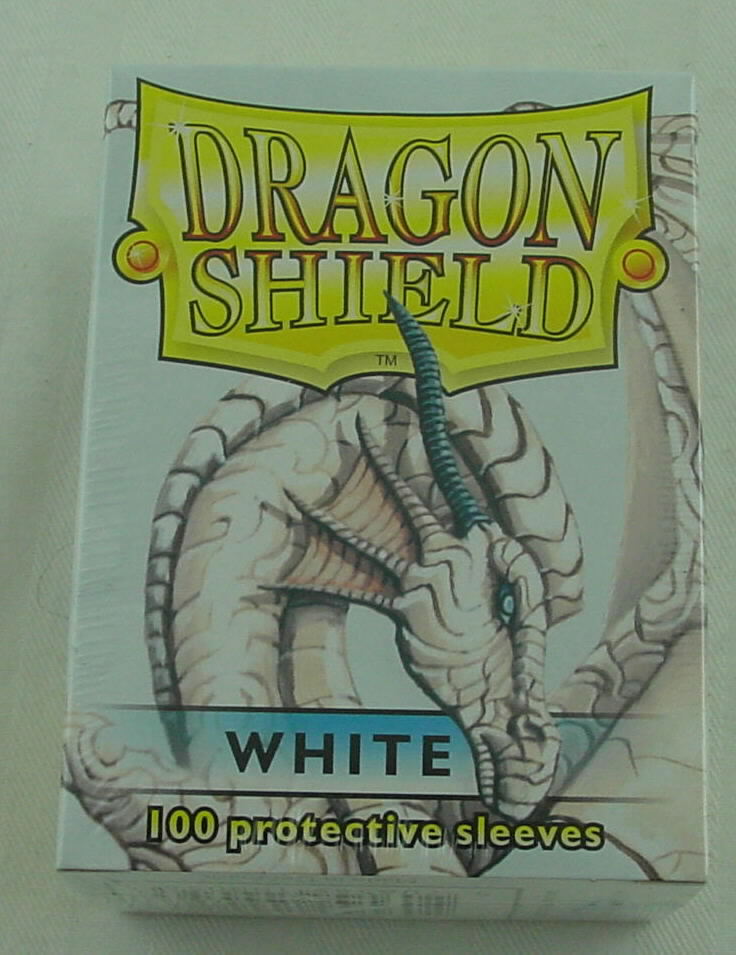 DRAGON
SHIELD
TM
WHITE
100 protective sleeves